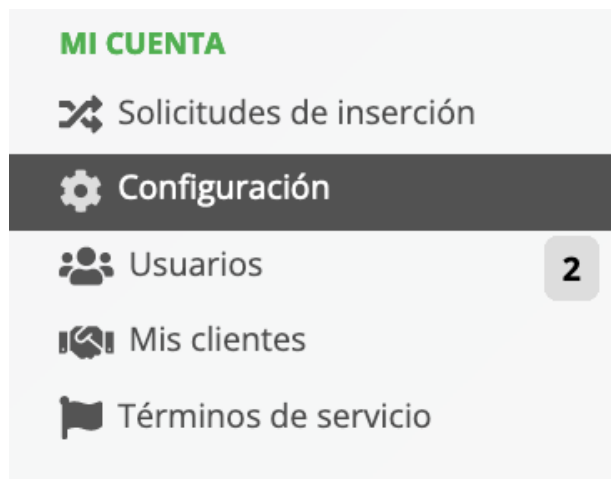 MI CUENTA
Solicitudes de inserción
Configuración
Usuarios 2
Mis clientes
Términos de servicio